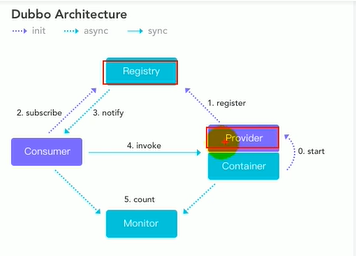 Dubbo Architecture
init async sync
Registry
1. register
2. subscribe
3. notify
Provider
4. invoke
Consumer
0. start
Container
5. count
Monitor